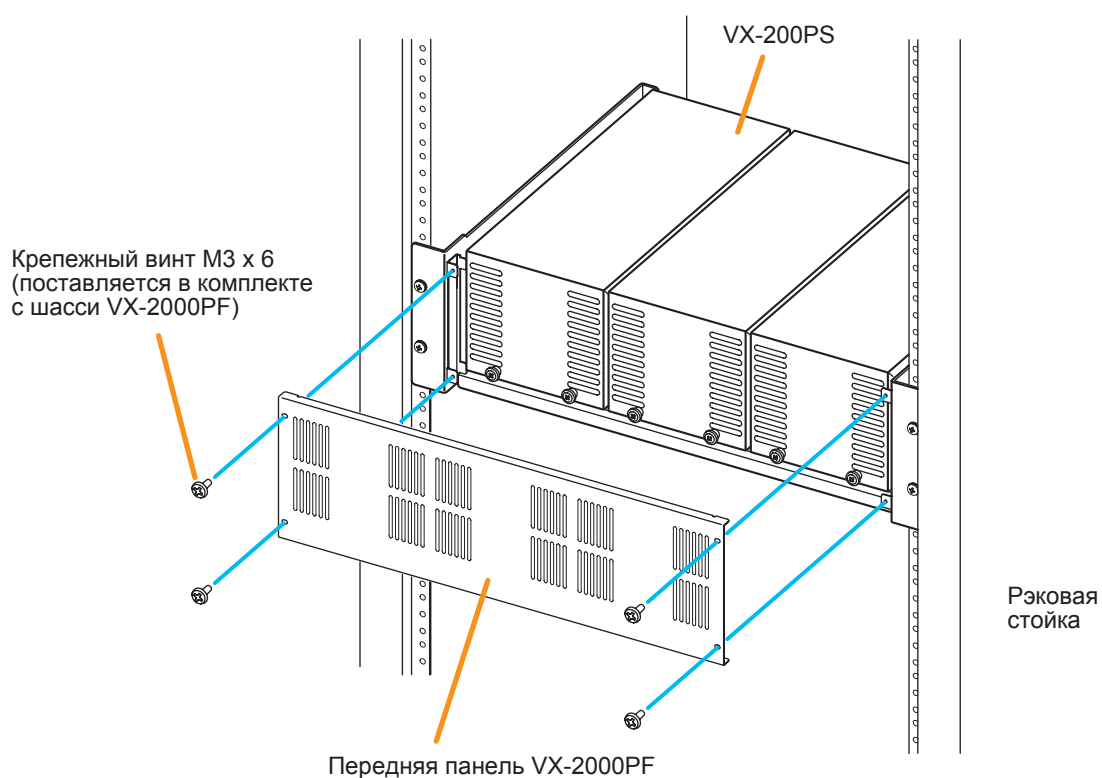 VX-200PS
Крепежный винт M3 x 6
(поставляется в комплекте
с шасси VX-2000PF)
Рэковая
стойка
Передняя панель VX-2000PF